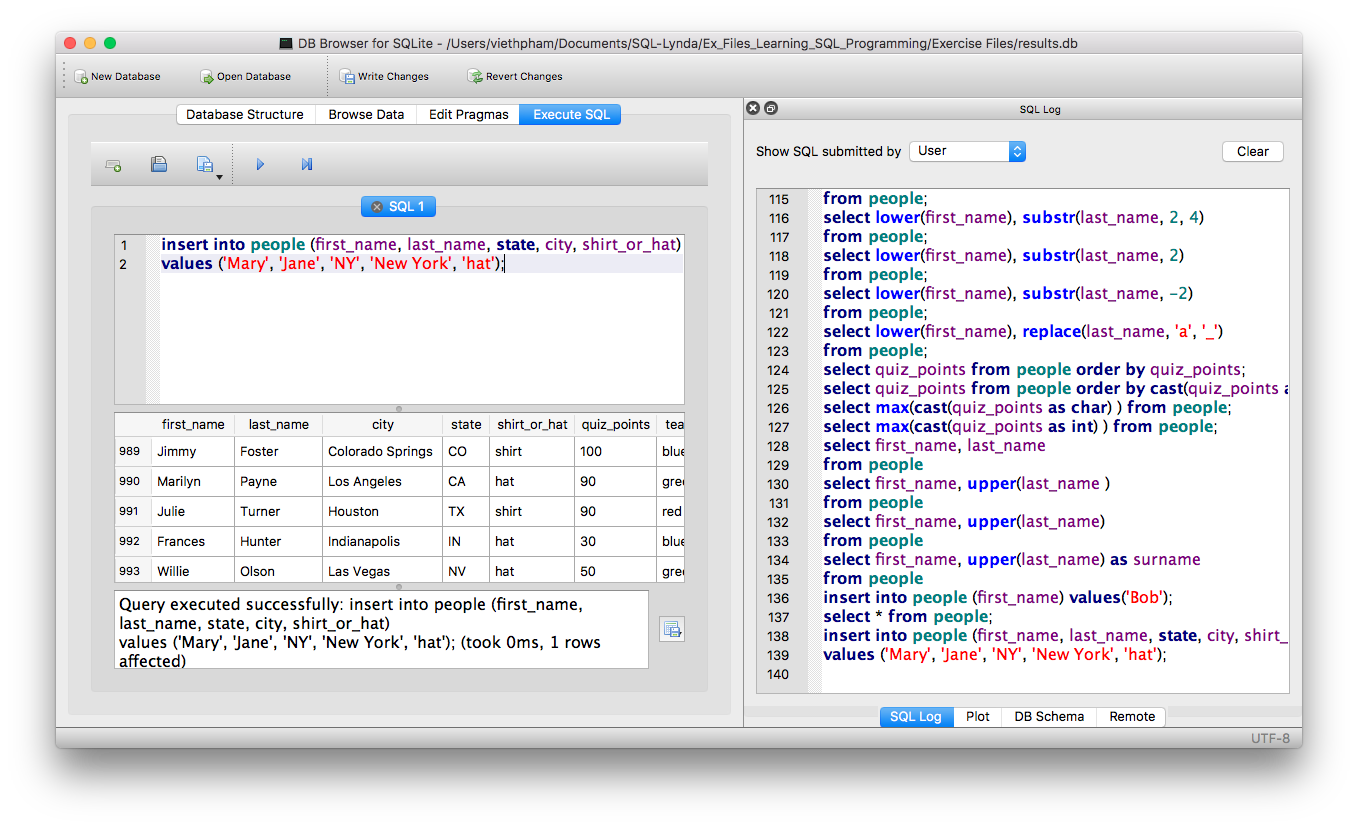 DB Browser for SQLite - /Users/viethpham/Documents/SQL-Lynda/Ex_Files_Learning_SQL_Programming/Exercise Files/results.db
New Database Open Database Write Changes Revert Changes
Database Structure Browse Data Edit Pragmas Execute SQL
SQL 1
1 insert into people (first_name, last_name, state, city, shirt_or_hat)
2 values ('Mary', 'Jane', 'NY', 'New York', 'hat');
first_name last_name city state shirt_or_hat quiz_points tea
989 Jimmy Foster Colorado Springs CO shirt 100 blue
990 Marilyn Payne Los Angeles CA hat 90 gree
991 Julie Turner Houston TX shirt 90 red
992 Frances Hunter Indianapolis IN hat 30 blue
993 Willie Olson Las Vegas NV hat 50 gree
Query executed successfully: insert into people (first_name,
last_name, state, city, shirt_or_hat)
values ('Mary', 'Jane', 'NY', 'New York', 'hat'); (took 0ms, 1 rows
affected)
SQL Log
Show SQL submitted by User Clear
115 from people;
116 select lower(first_name), substr(last_name, 2, 4)
117 from people;
118 select lower(first_name), substr(last_name, 2)
119 from people;
120 select lower(first_name), substr(last_name, -2)
121 from people;
122 select lower(first_name), replace(last_name, 'a', '_')
123 from people;
124 select quiz_points from people order by quiz_points;
125 select quiz_points from people order by cast(quiz_points a
126 select max(cast(quiz_points as char) ) from people;
127 select max(cast(quiz_points as int) ) from people;
128 select first_name, last_name
129 from people
130 select first_name, upper(last_name )
131 from people
132 select first_name, upper(last_name)
133 from people
134 select first_name, upper(last_name) as surname
135 from people
136 insert into people (first_name) values('Bob');
137 select * from people;
138 insert into people (first_name, last_name, state, city, shirt_
139 values ('Mary', 'Jane', 'NY', 'New York', 'hat');
140
SQL Log Plot DB Schema Remote
UTF-8